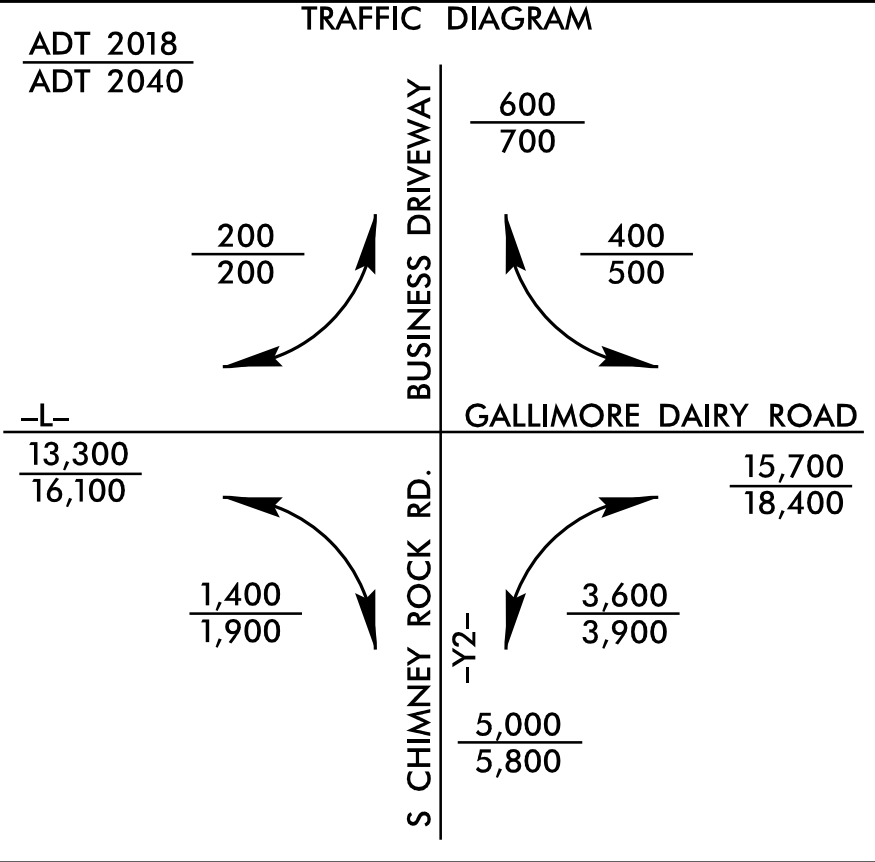 TRAFFIC DIAGRAM
ADT 2018
ADT 2040
BUSINESS DRIVEWAY
600
700
200
200
400
500
–L–
GALLIMORE DAIRY ROAD
13,300
16,100
15,700
18,400
S CHIMNEY ROCK RD.
1,400
1,900
–Y2–
3,600
3,900
5,000
5,800